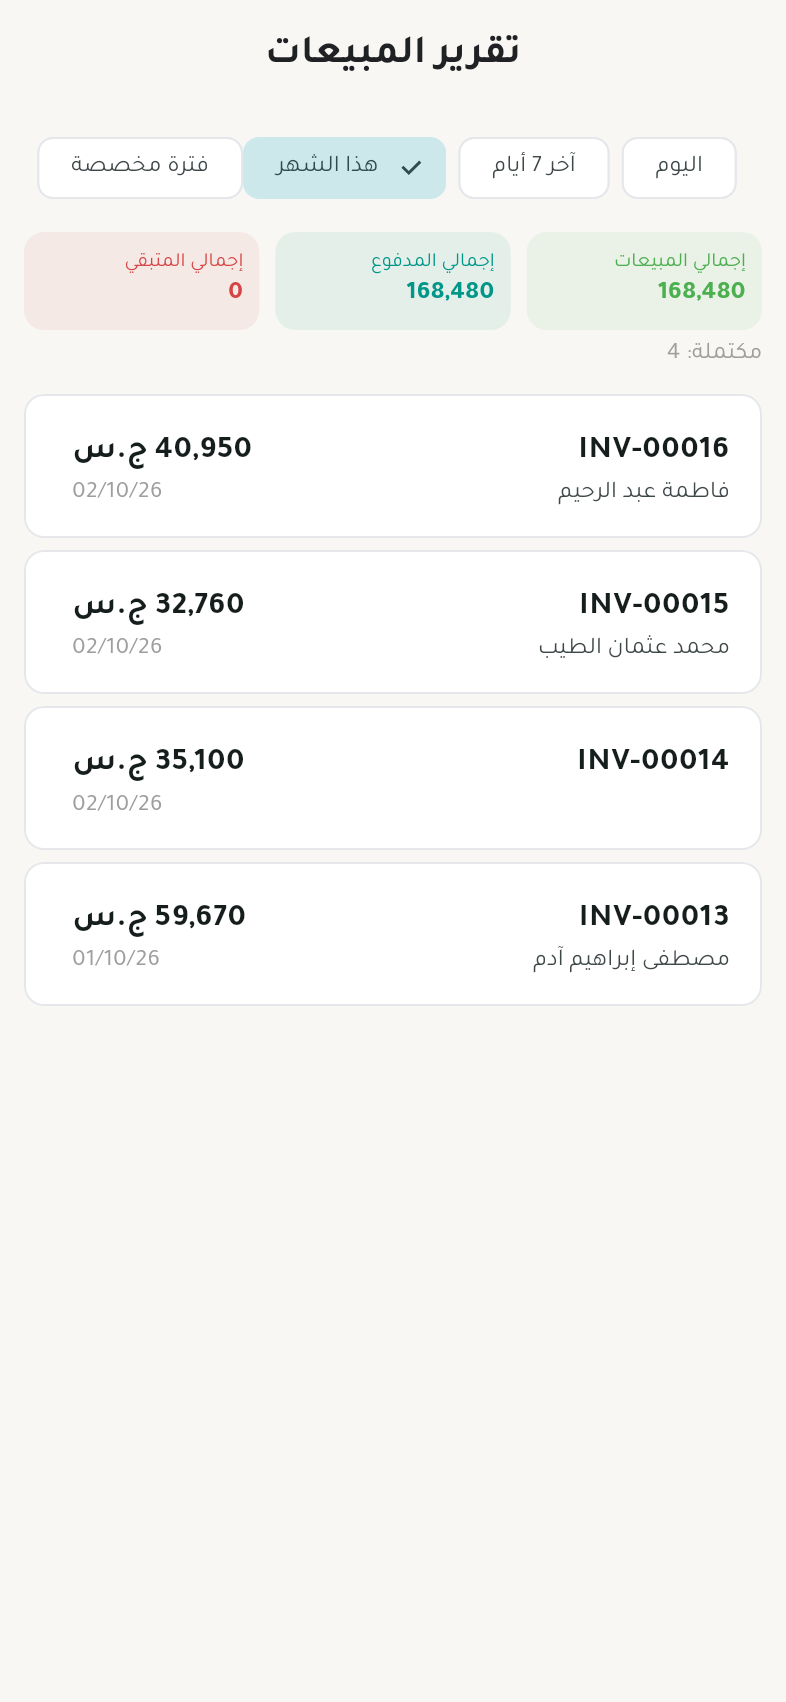 تقرير المبيعات
اليوم
آخر 7 أيام
هذا الشهر
فترة مخصصة
إجمالي المبيعات
168,480
إجمالي المدفوع
168,480
إجمالي المتبقي
0
مكتملة: 4
INV-00016
40,950 ج.س
فاطمة عبد الرحيم
02/10/26
INV-00015
32,760 ج.س
محمد عثمان الطيب
02/10/26
INV-00014
35,100 ج.س
02/10/26
INV-00013
59,670 ج.س
مصطفى إبراهيم آدم
01/10/26